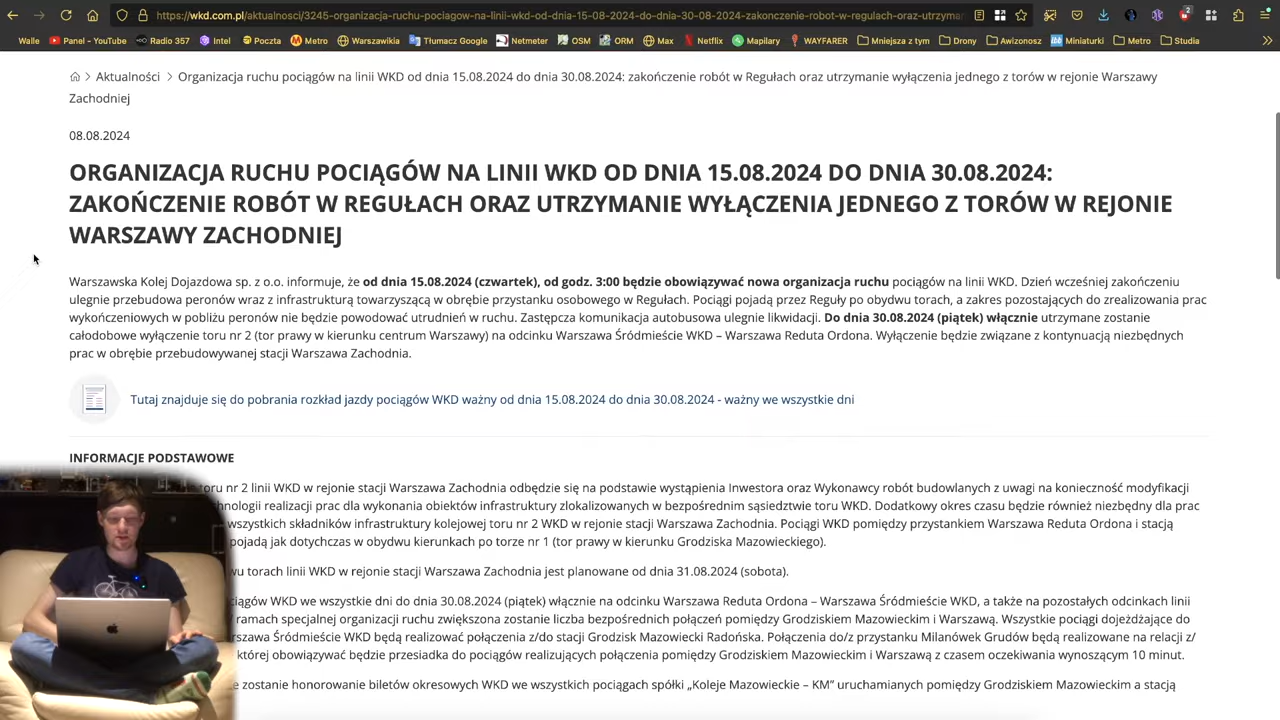 https://wkd.com.pl/aktualnosci/3245-organizacja-ruchu-pociagow-na-linii-wkd-od-dnia-15-08-2024-do-dnia-30-08-2024-zakonczenie-robot-w-regulach-oraz-utrzyma
Walle Panel - YouTube Radio 357 Intel Poczta Metro Warszawikia Tłumacz Google Netmeter OSM ORM Max Netflix Mapilary WAYFARER Mniejsza z tym Drony Awizonosz Miniaturki Metro Studia
Aktualności > Organizacja ruchu pociągów na linii WKD od dnia 15.08.2024 do dnia 30.08.2024: zakończenie robót w Regułach oraz utrzymanie wyłączenia jednego z torów w rejonie Warszawy
Zachodniej
08.08.2024
ORGANIZACJA RUCHU POCIĄGÓW NA LINII WKD OD DNIA 15.08.2024 DO DNIA 30.08.2024:
ZAKOŃCZENIE ROBÓT W REGUŁACH ORAZ UTRZYMANIE WYŁĄCZENIA JEDNEGO Z TORÓW W REJONIE
WARSZAWY ZACHODNIEJ
Warszawska Kolej Dojazdowa sp. z o.o. informuje, że od dnia 15.08.2024 (czwartek), od godz. 3:00 będzie obowiązywać nowa organizacja ruchu pociągów na linii WKD. Dzień wcześniej zakończeniu
ulegnie przebudowa peronów wraz z infrastrukturą towarzyszącą w obrębie przystanku osobowego w Regułach. Pociągi pojadą przez Reguły po obydwu torach, a zakres pozostających do zrealizowania prac
wykończeniowych w pobliżu peronów nie będzie powodować utrudnień w ruchu. Zastępcza komunikacja autobusowa ulegnie likwidacji. Do dnia 30.08.2024 (piątek) włącznie utrzymane zostanie
całodobowe wyłączenie toru nr 2 (tor prawy w kierunku centrum Warszawy) na odcinku Warszawa Śródmieście WKD – Warszawa Reduta Ordona. Wyłączenie będzie związane z kontynuacją niezbędnych
prac w obrębie przebudowywanej stacji Warszawa Zachodnia.
Tutaj znajduje się do pobrania rozkład jazdy pociągów WKD ważny od dnia 15.08.2024 do dnia 30.08.2024 - ważny we wszystkie dni
INFORMACJE PODSTAWOWE
oru nr 2 linii WKD w rejonie stacji Warszawa Zachodnia odbędzie się na podstawie wystąpienia Inwestora oraz Wykonawcy robót budowlanych z uwagi na konieczność modyfikacji
hnologii realizacji prac dla wykonania obiektów infrastruktury zlokalizowanych w bezpośrednim sąsiedztwie toru WKD. Dodatkowy okres czasu będzie również niezbędny dla prac
wszystkich składników infrastruktury kolejowej toru nr 2 WKD w rejonie stacji Warszawa Zachodnia. Pociągi WKD pomiędzy przystankiem Warszawa Reduta Ordona i stacją
pojadą jak dotychczas w obydwu kierunkach po torze nr 1 (tor prawy w kierunku Grodziska Mazowieckiego).
wu torach linii WKD w rejonie stacji Warszawa Zachodnia jest planowane od dnia 31.08.2024 (sobota).
ciągów WKD we wszystkie dni do dnia 30.08.2024 (piątek) włącznie na odcinku Warszawa Reduta Ordona – Warszawa Śródmieście WKD, a także na pozostałych odcinkach linii
ramach specjalnej organizacji ruchu zwiększona zostanie liczba bezpośrednich połączeń pomiędzy Grodziskiem Mazowieckim i Warszawą. Wszystkie pociągi dojeżdżające do
rszawa Śródmieście WKD będą realizować połączenia z/do stacji Grodzisk Mazowiecki Radońska. Połączenia do/z przystanku Milanówek Grudów będą realizowane na relacji z/
której obowiązywać będzie przesiadka do pociągów realizujących połączenia pomiędzy Grodziskiem Mazowieckim i Warszawą z czasem oczekiwania wynoszącym 10 minut.
e zostanie honorowanie biletów okresowych WKD we wszystkich pociągach spółki „Koleje Mazowieckie – KM" uruchamianych pomiędzy Grodziskiem Mazowieckim a stacją